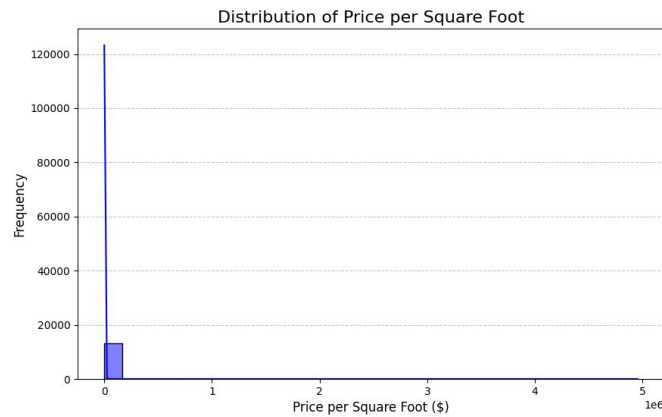 Distribution of Price per Square Foot
120000
100000
80000
60000
40000
20000
0
Frequency
0 1 2 3 4 5
1e6
Price per Square Foot ($)